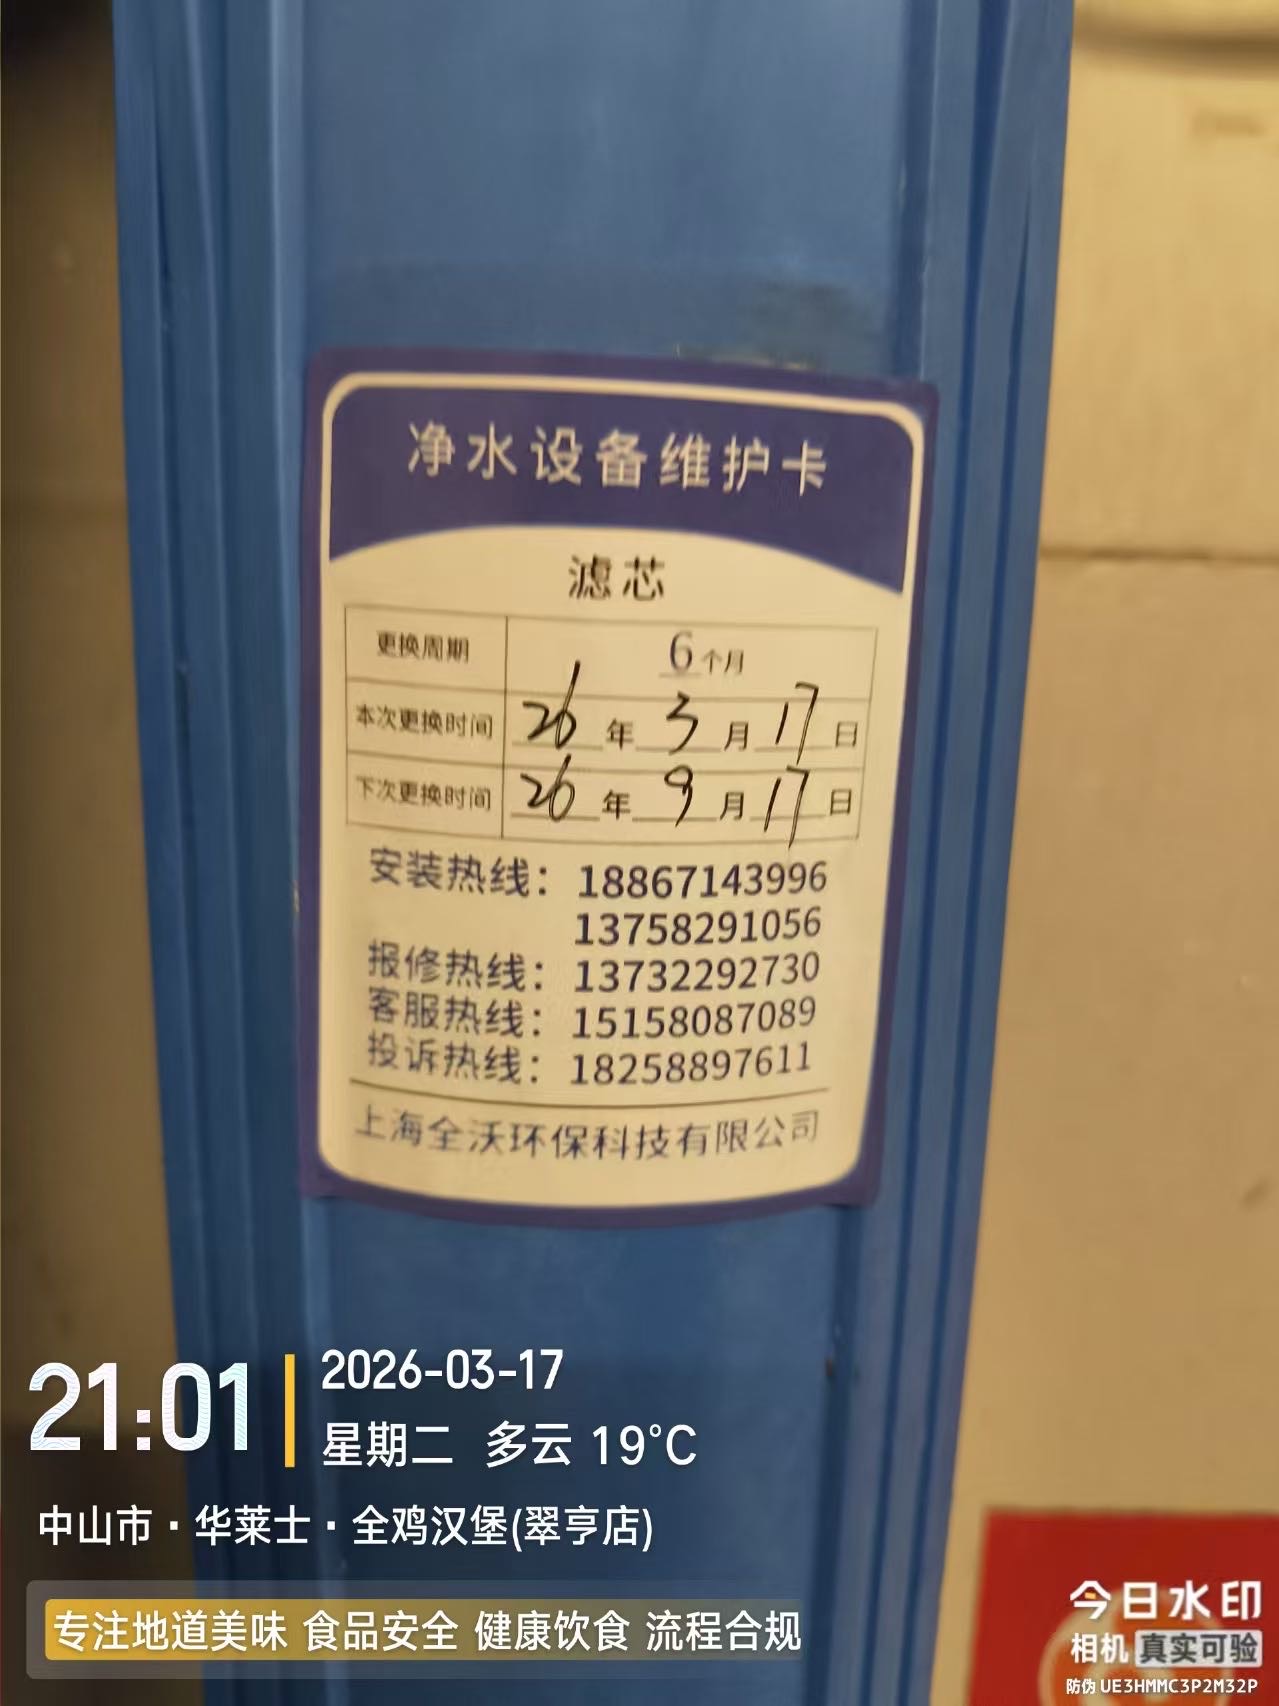 净水设备维护卡
滤芯
更换周期 6个月
本次更换时间 26年3月17日
下次更换时间 26年9月17日
安装热线：18867143996
13758291056
报修热线：13732292730
客服热线：15158087089
投诉热线：18258897611
上海全沃环保科技有限公司
21:01
2026-03-17
星期二 多云 19°C
中山市·华莱士·全鸡汉堡(翠亨店)
专注地道美味 食品安全 健康饮食 流程合规
今日水印
相机 真实可验
防伪 UE3HMMC3P2M32P